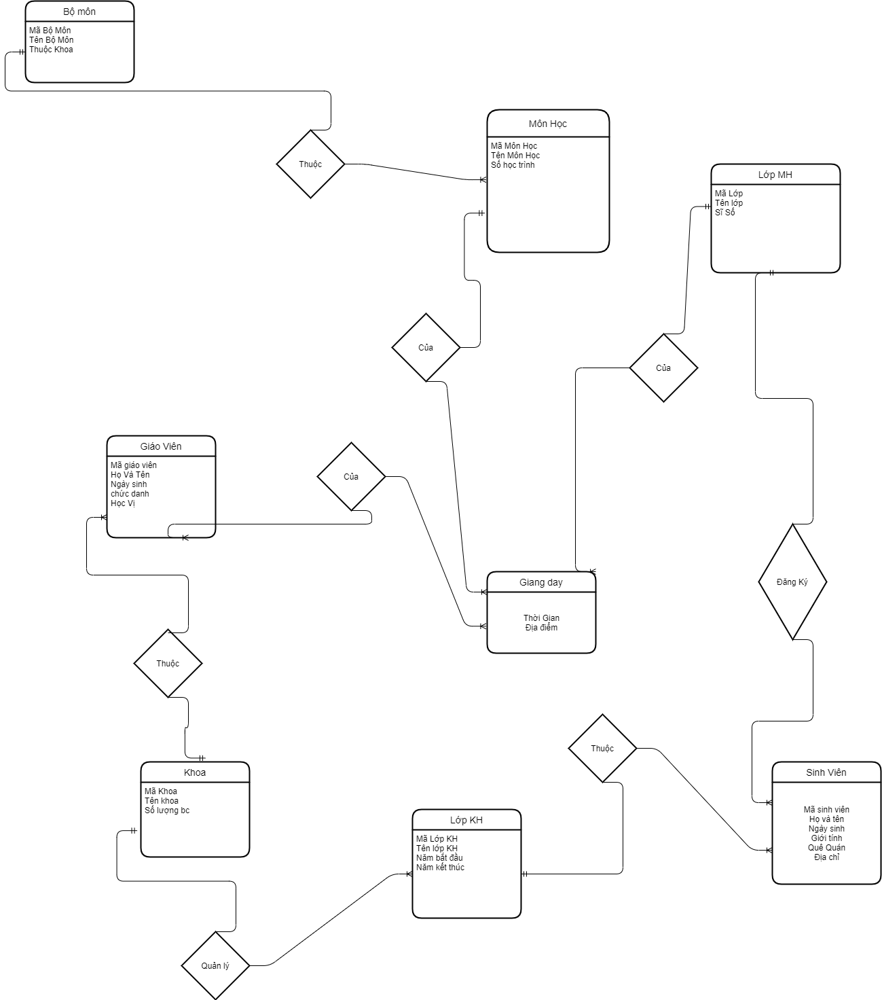 Bộ môn
Mã Bộ Môn
Tên Bộ Môn
Thuộc Khoa
Môn Học
Mã Môn Học
Tên Môn Học
Số học trình
Thuộc
Lớp MH
Mã Lớp
Tên lớp
Sĩ Số
Của
Của
Giáo Viên
Mã giáo viên
Họ Và Tên
Ngày sinh
chức danh
Học Vị
Của
Giang day
Thời Gian
Địa điểm
Đăng Ký
Thuộc
Thuộc
Khoa
Mã Khoa
Tên khoa
Số lượng bc
Sinh Viên
Mã sinh viên
Họ và tên
Ngày sinh
Giới tính
Quê Quán
Địa chỉ
Lớp KH
Mã Lớp KH
Tên lớp KH
Năm bắt đầu
Năm kết thúc
Quản lý